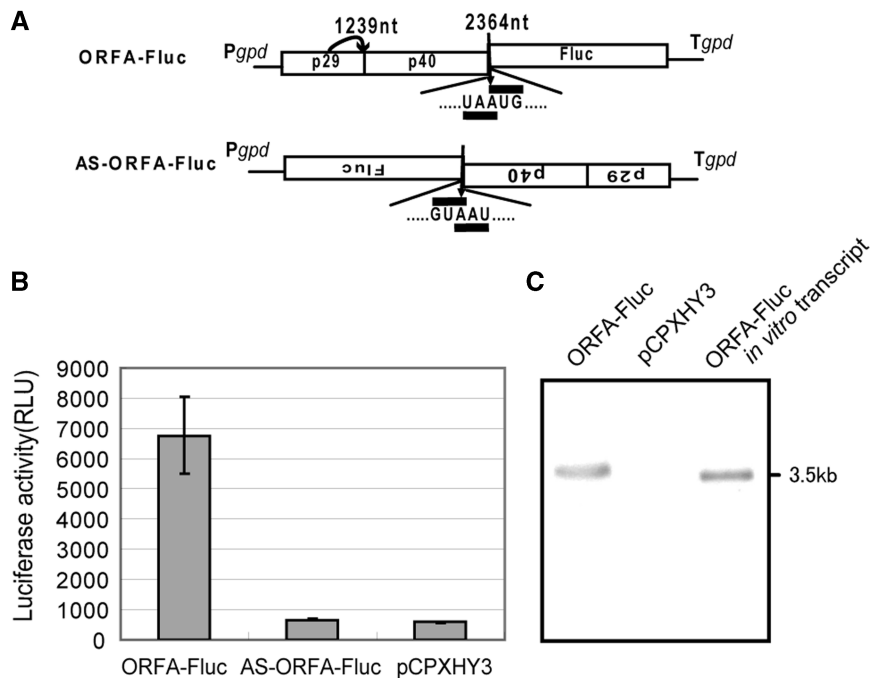 A
1239nt 2364nt
ORFA-Fluc Pgpd p29 p40 Fluc Tgpd
.....UAAUG.....
AS-ORFA-Fluc Pgpd Fluc p40 p29 Tgpd
.....GUAAU.....
B
Luciferase activity(RLU)
9000
8000
7000
6000
5000
4000
3000
2000
1000
0
ORFA-Fluc AS-ORFA-Fluc pCPXHY3
C
ORFA-Fluc
pCPXHY3
ORFA-Fluc
in vitro transcript
3.5kb